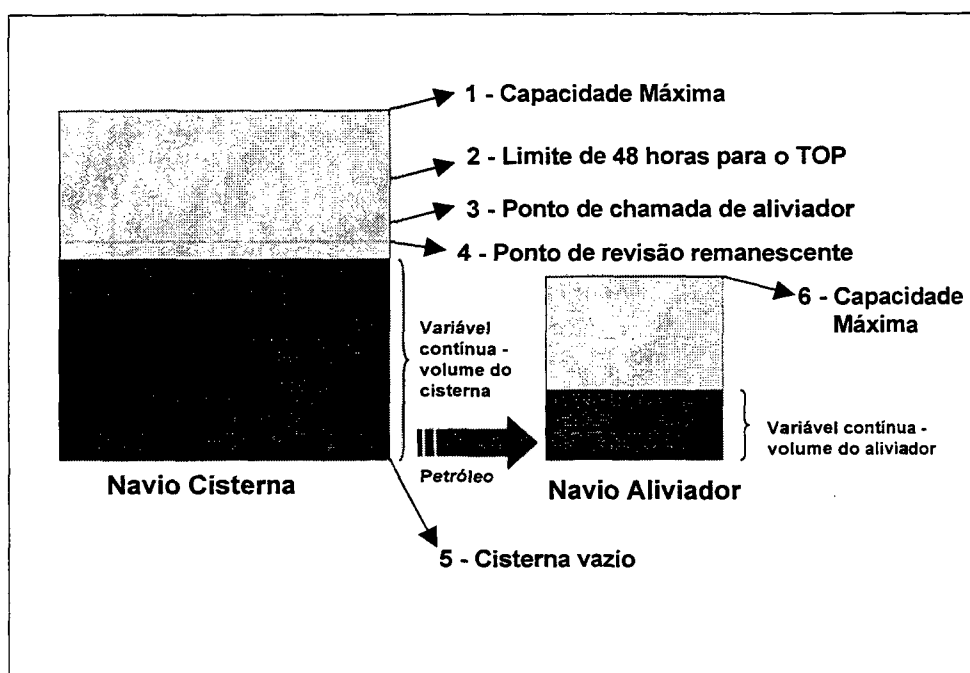 1 - Capacidade Máxima
2 - Limite de 48 horas para o TOP
3 - Ponto de chamada de aliviador
4 - Ponto de revisão remanescente
6 - Capacidade
Máxima
Variável
contínua -
volume do
cisterna
Variável contínua -
volume do aliviador
Petróleo
Navio Cisterna
Navio Aliviador
5 - Cisterna vazio